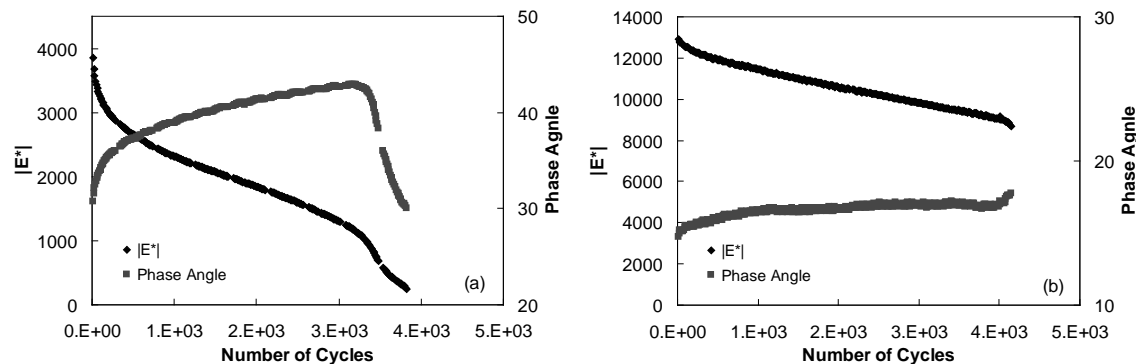 50
4000
3000
2000
1000
0
|E*|
40
30
20
Phase Agnle
|E*|
Phase Angle
(a)
0.E+00 1.E+03 2.E+03 3.E+03 4.E+03 5.E+03
Number of Cycles
14000
12000
10000
8000
6000
4000
2000
0
|E*|
30
20
10
Phase Agnle
|E*|
Phase Angle
(b)
0.E+00 1.E+03 2.E+03 3.E+03 4.E+03 5.E+03
Number of Cycles